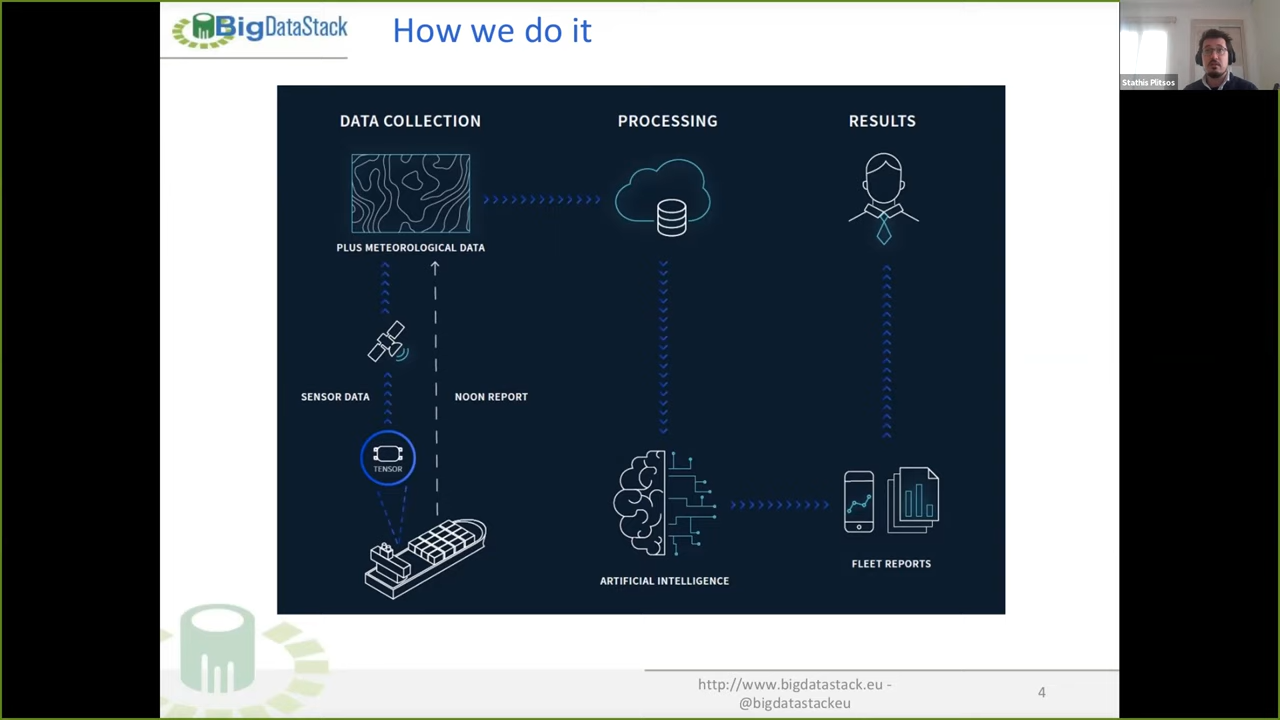 BigDataStack
How we do it
Stathis Plitsos
DATA COLLECTION
PROCESSING
RESULTS
PLUS METEOROLOGICAL DATA
SENSOR DATA
NOON REPORT
TENSOR
ARTIFICIAL INTELLIGENCE
FLEET REPORTS
http://www.bigdatastack.eu -
@bigdatastackeu
4